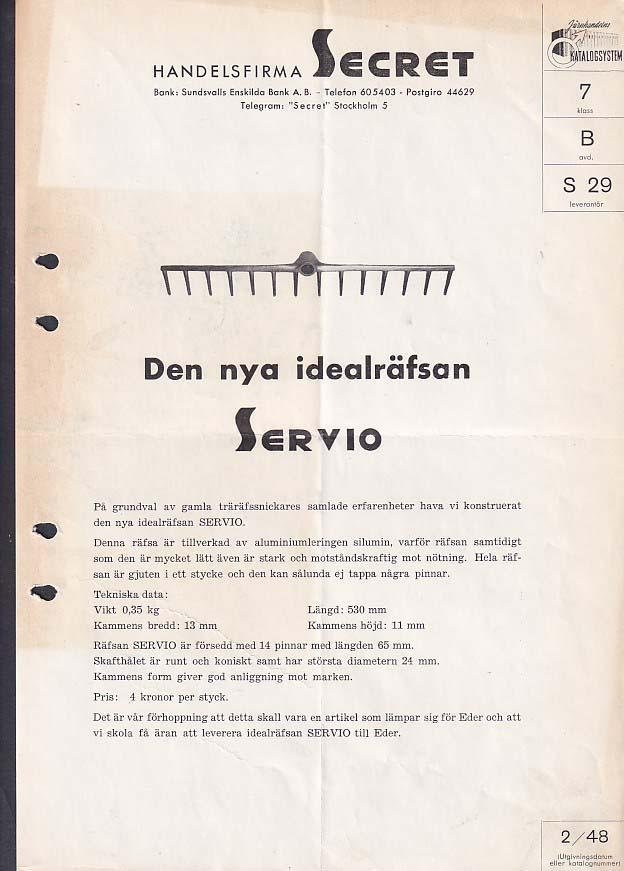 HANDELSFIRMA SECRET
Bank: Sundsvalls Enskilda Bank A.B. - Telefon 605403 - Postgiro 44629
Telegram: "Secret" Stockholm 5
Järnhandelns
KATALOGSYSTEM
7
klass
B
avd.
S 29
leverantör
Den nya idealräfsan
SERVIO
På grundval av gamla träräfssnickares samlade erfarenheter hava vi konstruerat
den nya idealräfsan SERVIO.
Denna räfsa är tillverkad av aluminiumleringen silumin, varför räfsan samtidigt
som den är mycket lätt även är stark och motståndskraftig mot nötning. Hela räf-
san är gjuten i ett stycke och den kan sålunda ej tappa några pinnar.
Tekniska data:
Vikt 0,35 kg Längd: 530 mm
Kammens bredd: 13 mm Kammens höjd: 11 mm
Räfsan SERVIO är försedd med 14 pinnar med längden 65 mm.
Skafthålet är runt och koniskt samt har största diametern 24 mm.
Kammens form giver god anliggning mot marken.
Pris: 4 kronor per styck.
Det är vår förhoppning att detta skall vara en artikel som lämpar sig för Eder och att
vi skola få äran att leverera idealräfsan SERVIO till Eder.
2/48
(Utgivningsdatum
eller katalognummer)